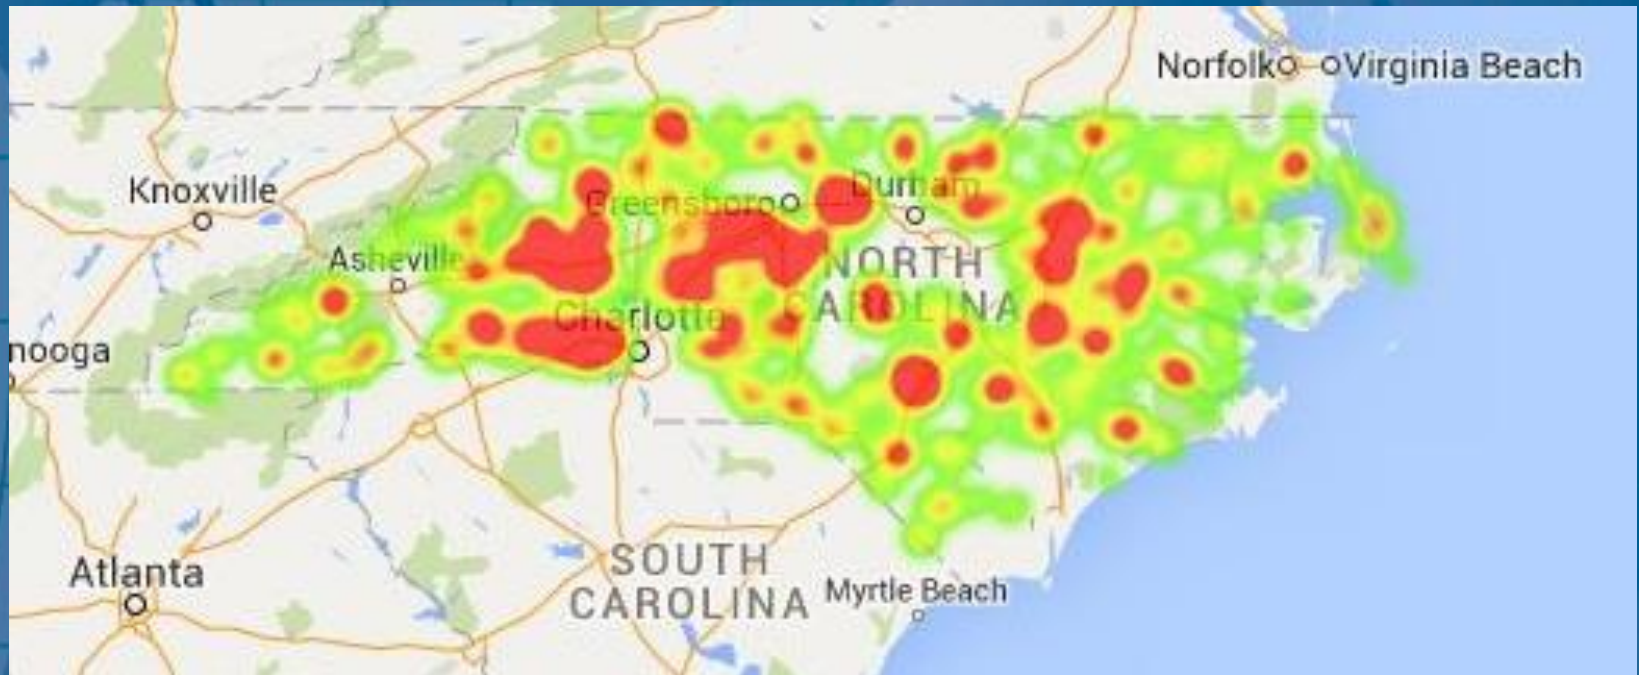 Norfolk
Virginia Beach
Knoxville
Durham
Greensboro
Asheville
NORTH
CAROLINA
Charlotte
nooga
SOUTH
CAROLINA
Atlanta
Myrtle Beach